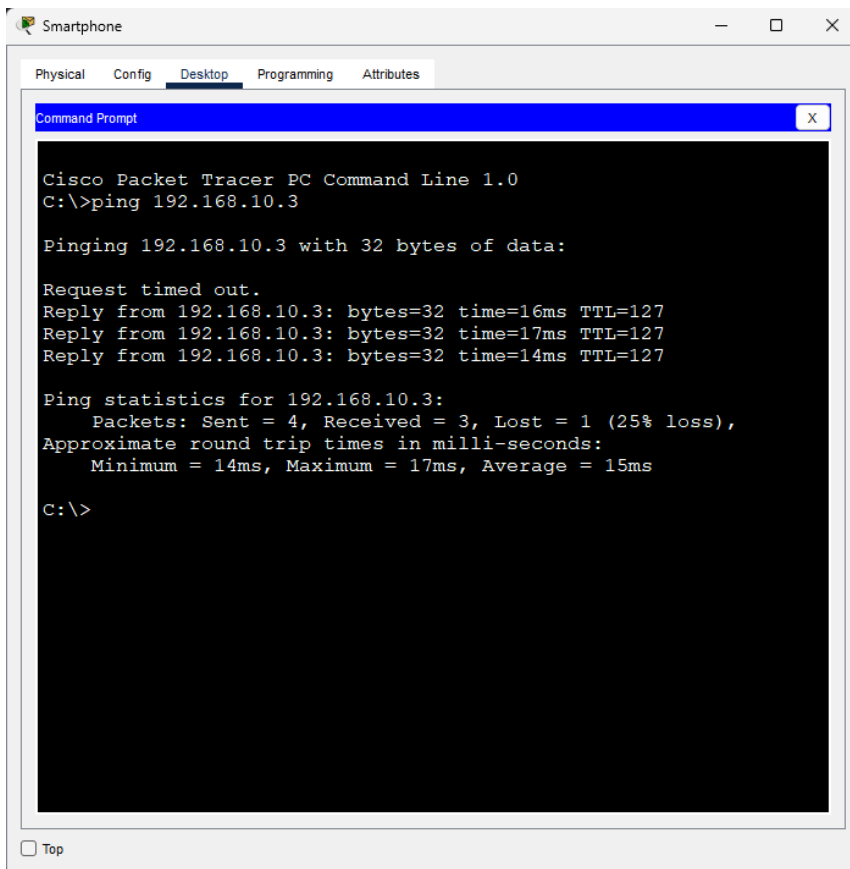 Smartphone
Physical Config Desktop Programming Attributes
Command Prompt X
Cisco Packet Tracer PC Command Line 1.0
C:\>ping 192.168.10.3
Pinging 192.168.10.3 with 32 bytes of data:
Request timed out.
Reply from 192.168.10.3: bytes=32 time=16ms TTL=127
Reply from 192.168.10.3: bytes=32 time=17ms TTL=127
Reply from 192.168.10.3: bytes=32 time=14ms TTL=127
Ping statistics for 192.168.10.3:
Packets: Sent = 4, Received = 3, Lost = 1 (25% loss),
Approximate round trip times in milli-seconds:
Minimum = 14ms, Maximum = 17ms, Average = 15ms
C:\>
Top